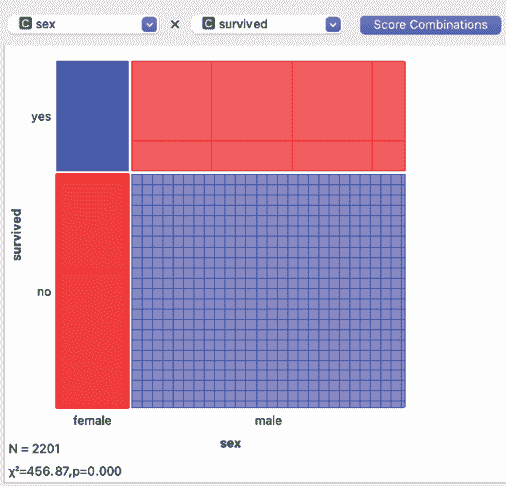 C sex × C survived Score Combinations
yes
survived
no
female male
sex
N = 2201
χ²=456.87,p=0.000